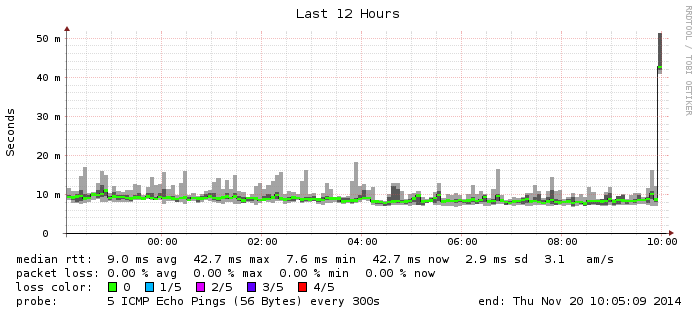 Last 12 Hours
RRDTOOL / TOBI OETIKER
Seconds
50 m
40 m
30 m
20 m
10 m
0
00:00 02:00 04:00 06:00 08:00 10:00
median rtt: 9.0 ms avg 42.7 ms max 7.6 ms min 42.7 ms now 2.9 ms sd 3.1 am/s
packet loss: 0.00 % avg 0.00 % max 0.00 % min 0.00 % now
loss color: 0 1/5 2/5 3/5 4/5
probe: 5 ICMP Echo Pings (56 Bytes) every 300s end: Thu Nov 20 10:05:09 2014